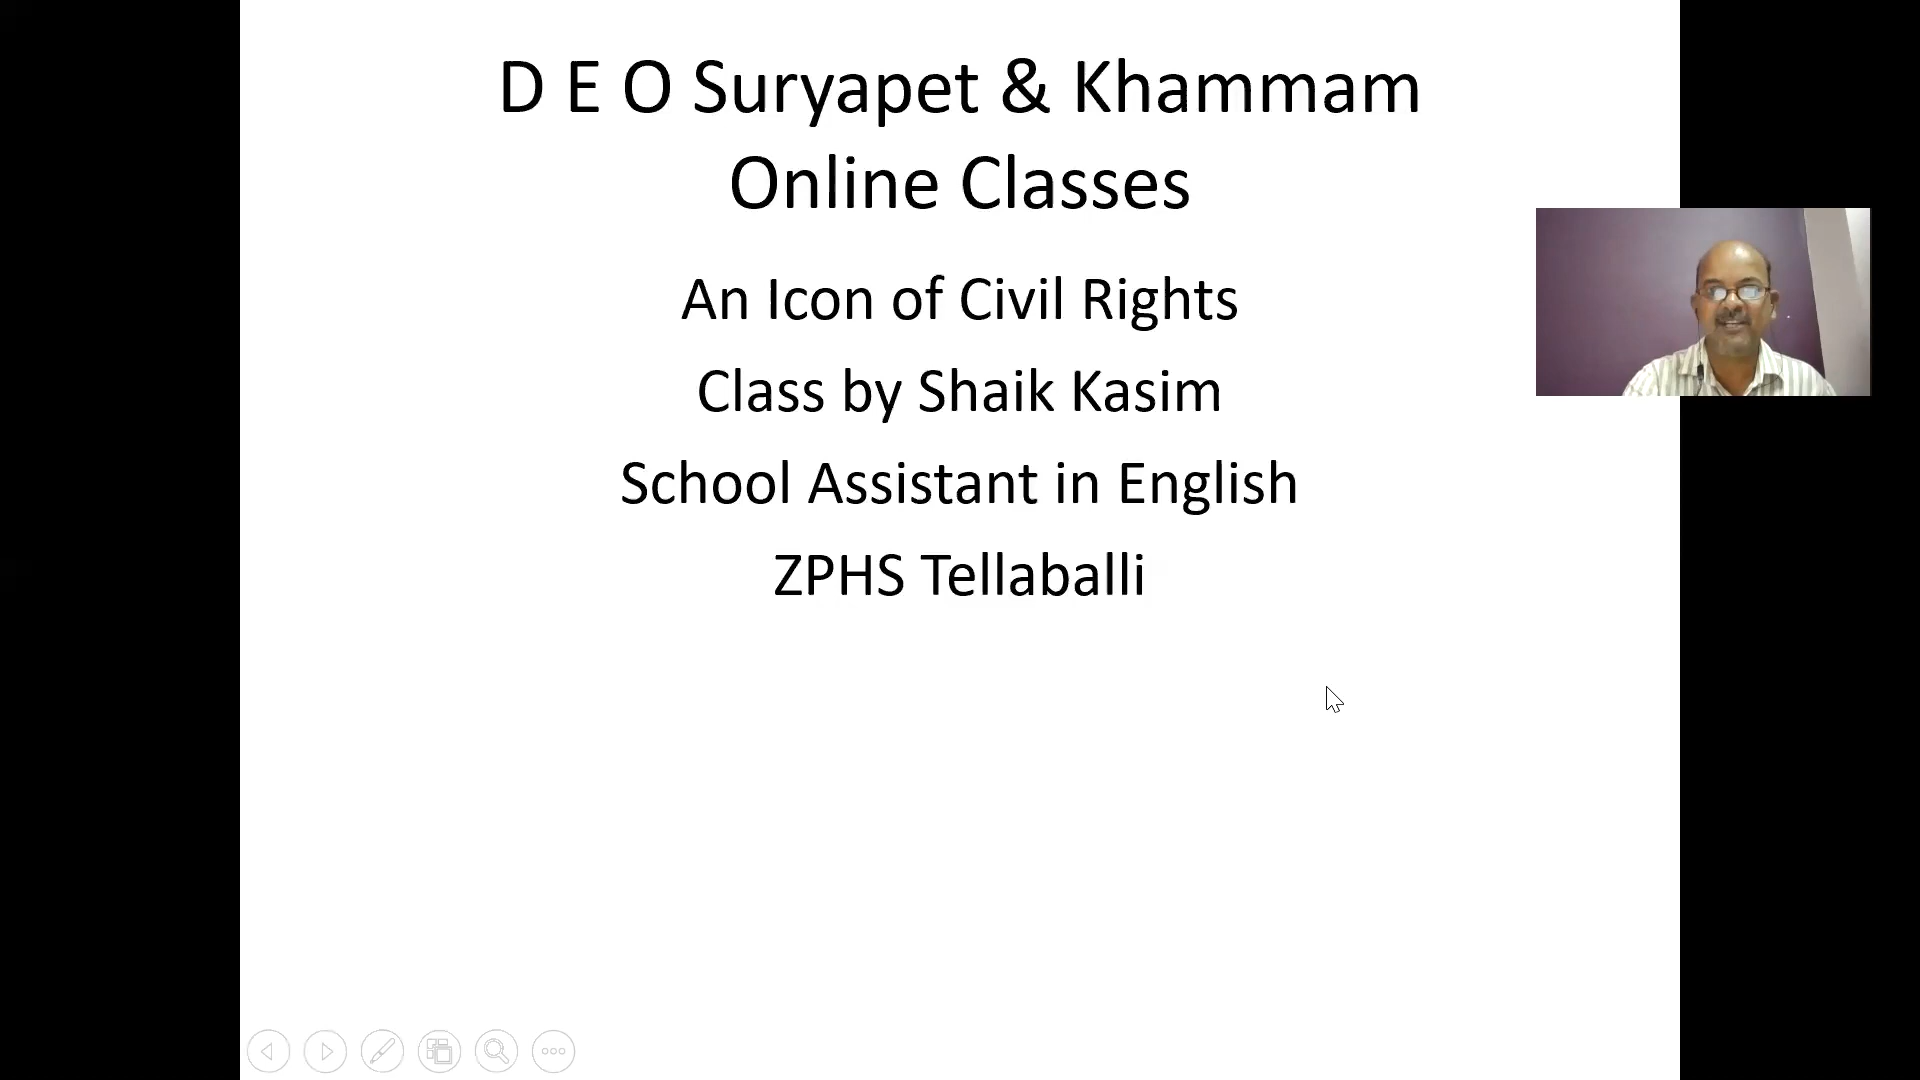 D E O Suryapet & Khammam
Online Classes
An Icon of Civil Rights
Class by Shaik Kasim
School Assistant in English
ZPHS Tellaballi